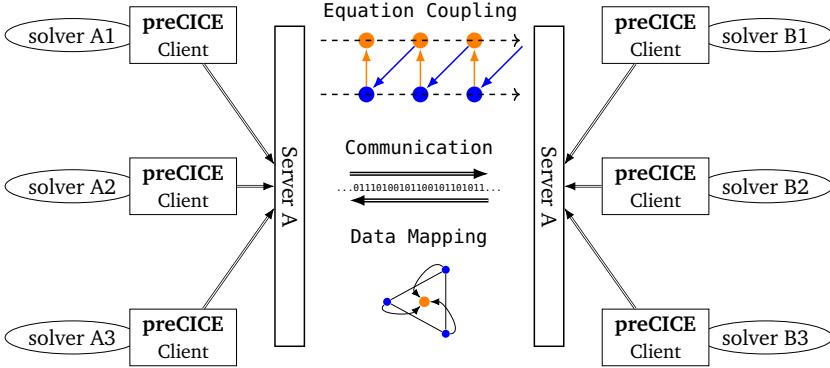 solver A1
preCICE
Client
solver A2
preCICE
Client
solver A3
preCICE
Client
Server A
Equation Coupling
Communication
...01110100101100101101011...
Data Mapping
Server A
preCICE
Client
solver B1
preCICE
Client
solver B2
preCICE
Client
solver B3